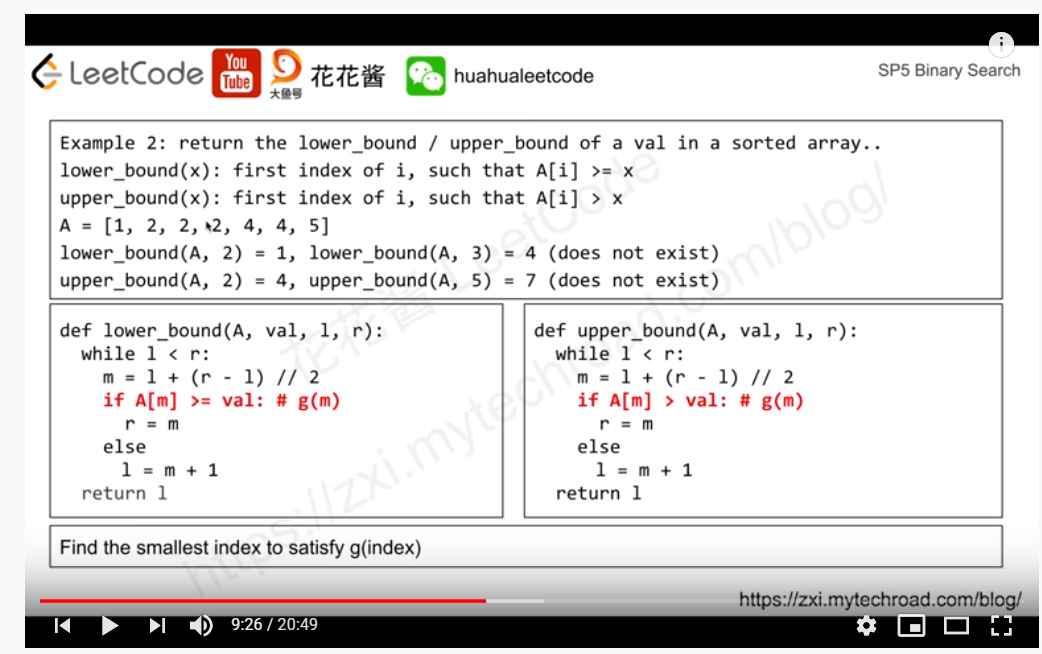 LeetCode You Tube 大鱼号 花花酱 huahualeetcode
SP5 Binary Search
Example 2: return the lower_bound / upper_bound of a val in a sorted array..
lower_bound(x): first index of i, such that A[i] >= x
upper_bound(x): first index of i, such that A[i] > x
A = [1, 2, 2, 2, 4, 4, 5]
lower_bound(A, 2) = 1, lower_bound(A, 3) = 4 (does not exist)
upper_bound(A, 2) = 4, upper_bound(A, 5) = 7 (does not exist)
def lower_bound(A, val, l, r):
while l < r:
m = l + (r - l) // 2
if A[m] >= val: # g(m)
r = m
else
l = m + 1
return l
def upper_bound(A, val, l, r):
while l < r:
m = l + (r - l) // 2
if A[m] > val: # g(m)
r = m
else
l = m + 1
return l
Find the smallest index to satisfy g(index)
花花酱 LeetCode
https://zxi.mytechroad.com/blog/
https://zxi.mytechroad.com/blog/
9:26 / 20:49